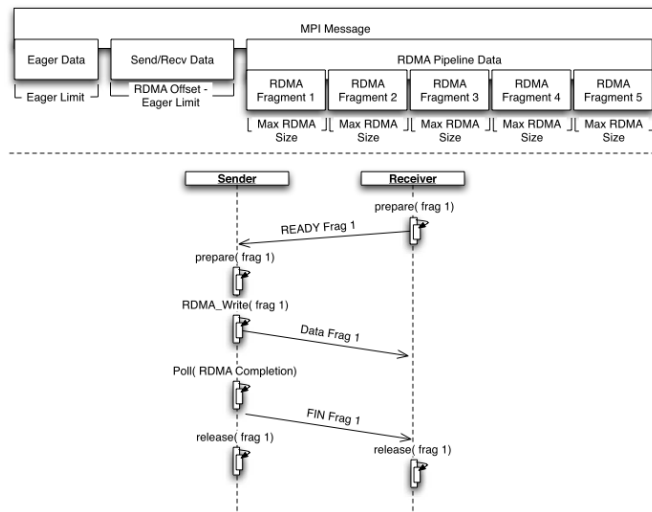 MPI Message
Eager Data
Send/Recv Data
RDMA Pipeline Data
RDMA
Fragment 1
RDMA
Fragment 2
RDMA
Fragment 3
RDMA
Fragment 4
RDMA
Fragment 5
Eager Limit
RDMA Offset -
Eager Limit
Max RDMA
Size
Max RDMA
Size
Max RDMA
Size
Max RDMA
Size
Max RDMA
Size
Sender
Receiver
prepare( frag 1)
READY Frag 1
prepare( frag 1)
RDMA_Write( frag 1)
Data Frag 1
Poll( RDMA Completion)
FIN Frag 1
release( frag 1)
release( frag 1)